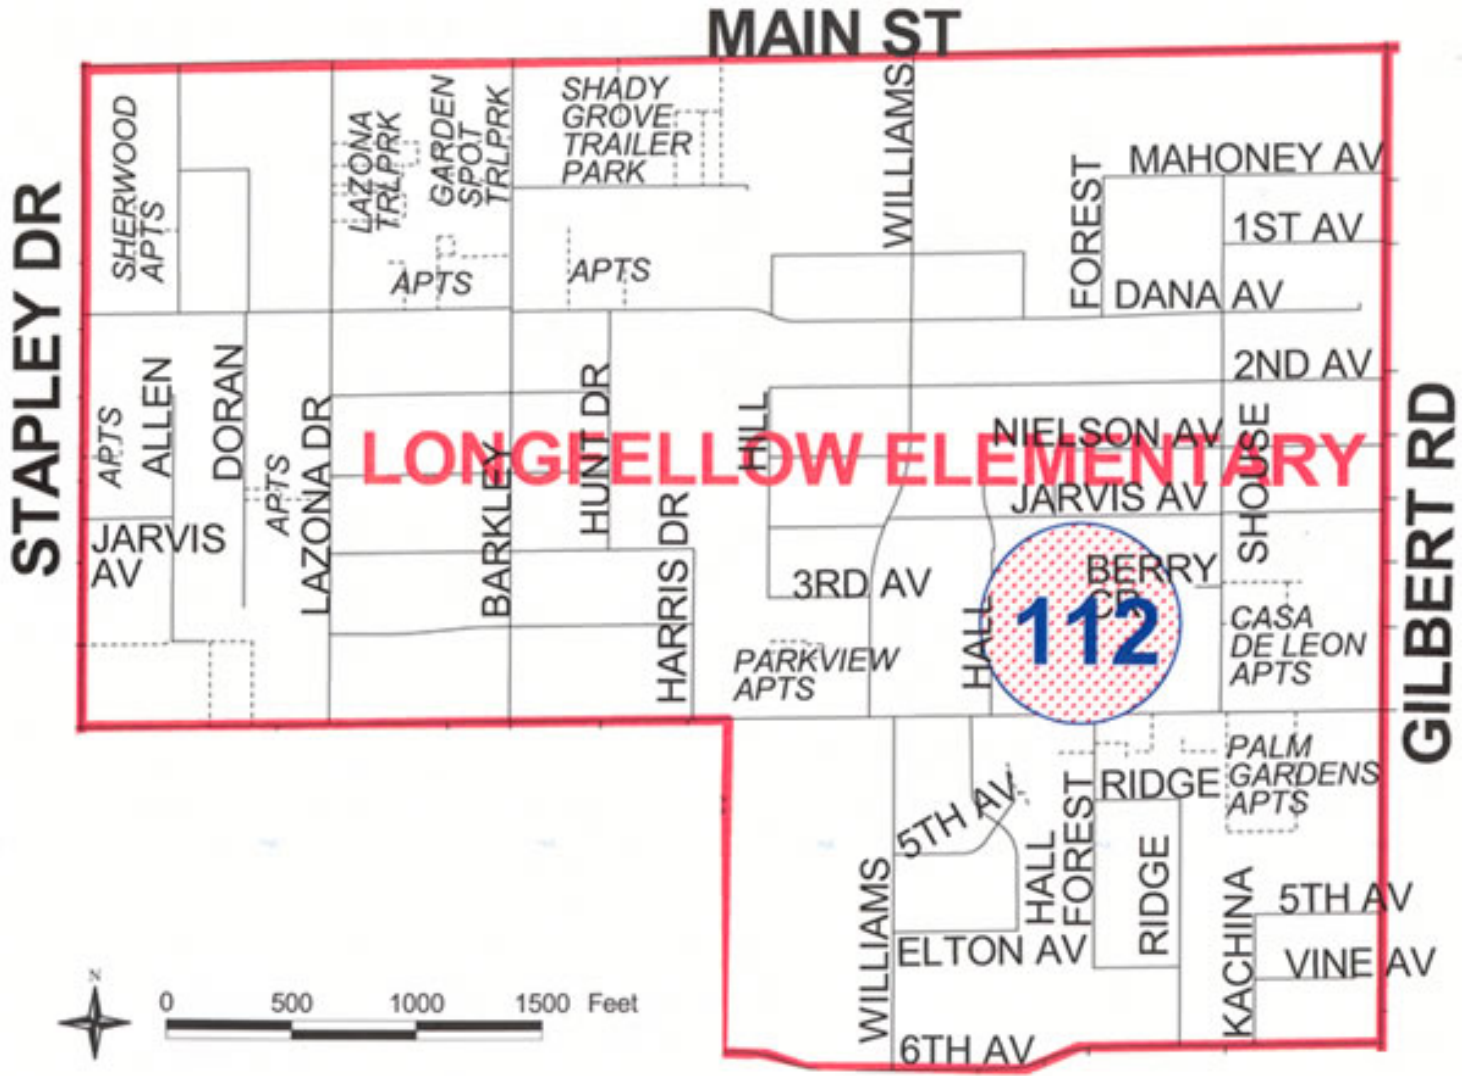 MAIN ST
STAPLEY DR
GILBERT RD
SHERWOOD
APTS
LAZONA
TRLPRK
GARDEN
SPOT
TRLPRK
SHADY
GROVE
TRAILER
PARK
WILLIAMS
FOREST
MAHONEY AV
1ST AV
DANA AV
APTS
APTS
2ND AV
APTS
ALLEN
DORAN
APTS
LAZONA DR
BARKLEY
HUNT DR
HILL
LONGFELLOW ELEMENTARY
NIELSON AV
SHOUSE
JARVIS AV
JARVIS
AV
HARRIS DR
3RD AV
HALL
BERRY
CR
112
CASA
DE LEON
APTS
PARKVIEW
APTS
PALM
GARDENS
APTS
RIDGE
5TH AV
HALL
FOREST
RIDGE
WILLIAMS
KACHINA
5TH AV
ELTON AV
VINE AV
6TH AV
N
0 500 1000 1500 Feet